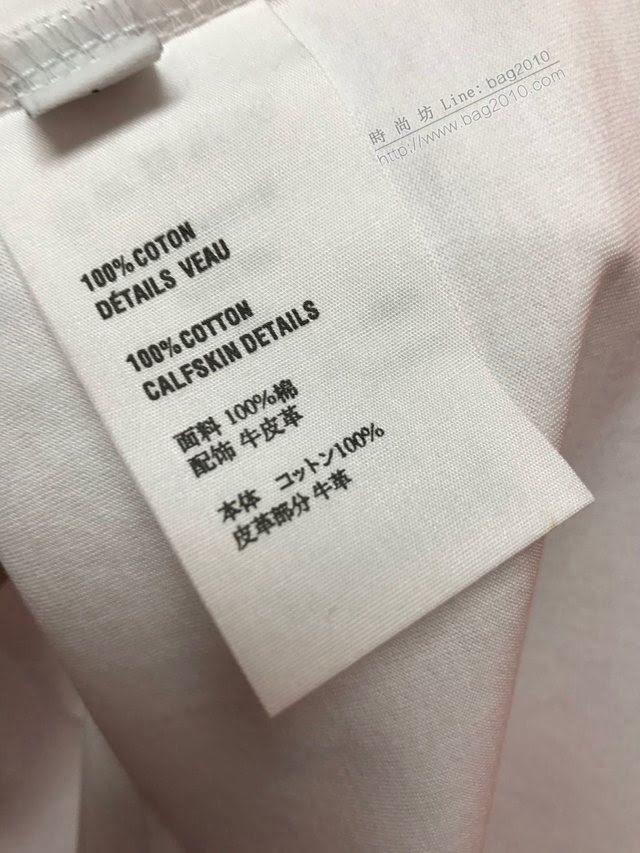 時尚坊 Line: bag2010
http://www.bag2010.com
100% COTON
DÉTAILS VEAU
100% COTTON
CALFSKIN DETAILS
面料 100%棉
配饰 牛皮革
本体 コットン100%
皮革部分 牛革